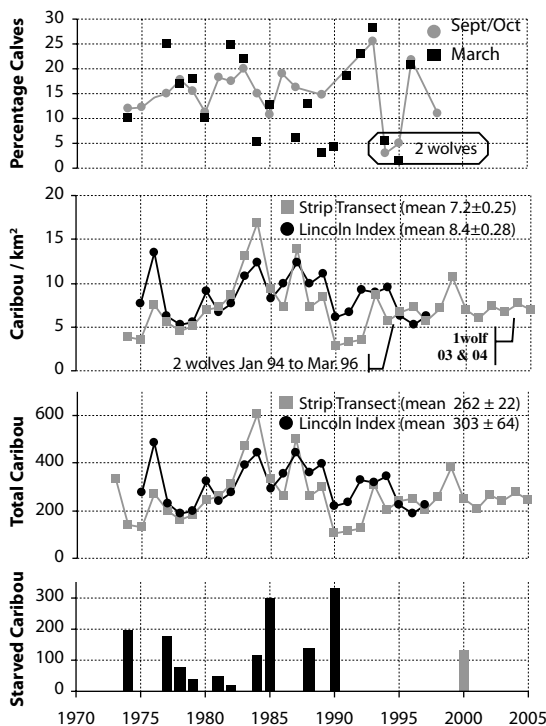 30
25
20
15
10
5
0
Percentage Calves
Sept/Oct
March
2 wolves
20
15
10
5
0
Caribou / km²
Strip Transect (mean 7.2±0.25)
Lincoln Index (mean 8.4±0.28)
2 wolves Jan 94 to Mar. 96
1wolf
03 & 04
600
400
200
0
Total Caribou
Strip Transect (mean 262 ± 22)
Lincoln Index (mean 303 ± 64)
300
200
100
0
Starved Caribou
1970 1975 1980 1985 1990 1995 2000 2005